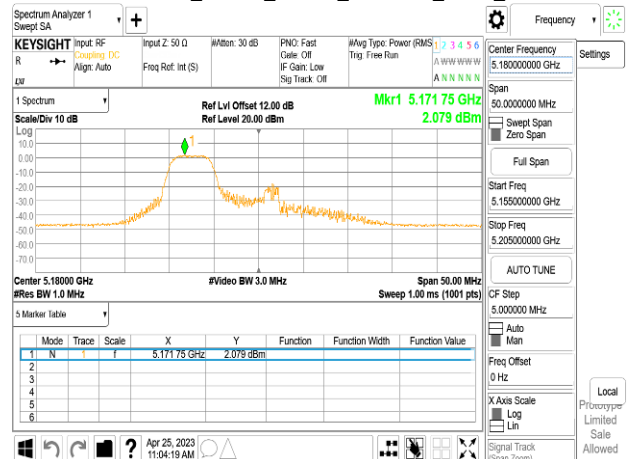 Spectrum Analyzer 1
Swept SA
Frequency
KEYSIGHT
Input: RF
Coupling: DC
Align: Auto
Input Z: 50 Ω
Freq Ref: Int (S)
#Atten: 30 dB
PNO: Fast
Gate: Off
IF Gain: Low
Sig Track: Off
#Avg Type: Power (RMS
Trig: Free Run
1 2 3 4 5 6
A W W W W W
A N N N N N
R
Center Frequency
5.180000000 GHz
Settings
Span
50.0000000 MHz
Swept Span
Zero Span
Full Span
Start Freq
5.155000000 GHz
Stop Freq
5.205000000 GHz
AUTO TUNE
CF Step
5.000000 MHz
Auto
Man
Freq Offset
0 Hz
X Axis Scale
Log
Lin
Signal Track
(Span Zoom)
Local
Prototype
Limited
Sale
Allowed
1 Spectrum
Scale/Div 10 dB
Ref Lvl Offset 12.00 dB
Ref Level 20.00 dBm
Mkr1 5.171 75 GHz
2.079 dBm
Log
10.0
0.00
-10.0
-20.0
-30.0
-40.0
-50.0
-60.0
-70.0
1
Center 5.18000 GHz
#Res BW 1.0 MHz
#Video BW 3.0 MHz
Span 50.00 MHz
Sweep 1.00 ms (1001 pts)
5 Marker Table
Mode Trace Scale X Y Function Function Width Function Value
1 N 1 f 5.171 75 GHz 2.079 dBm
2
3
4
5
6
Apr 25, 2023
11:04:19 AM